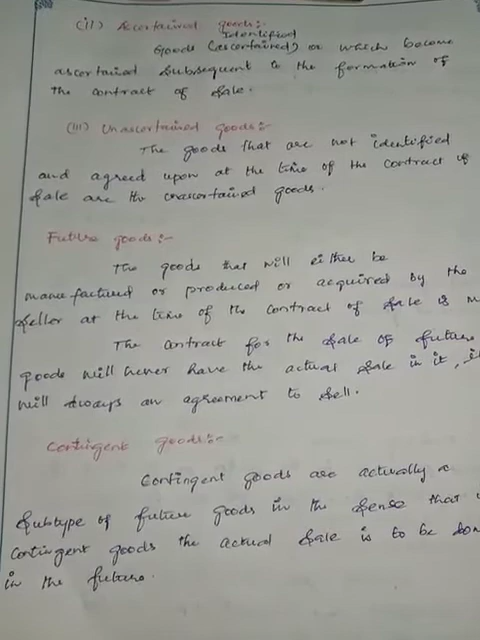 (ii) Ascertained goods:-
Identified
Goods (ascertained) or which become
ascertained subsequent to the formation of
the contract of sale.
(iii) Unascertained goods:-
The goods that are not identified
and agreed upon at the time of the contract of
sale are the unascertained goods.
Future goods:-
The goods that will either be
manufactured or produced or acquired by the
seller at the time of the contract of sale is
The contract for the sale of future
goods will never have the actual sale in it, it
will always an agreement to sell.
Contingent goods:-
Contingent goods are actually a
subtype of future goods in the sense that
contingent goods the actual sale is to be
in the future.